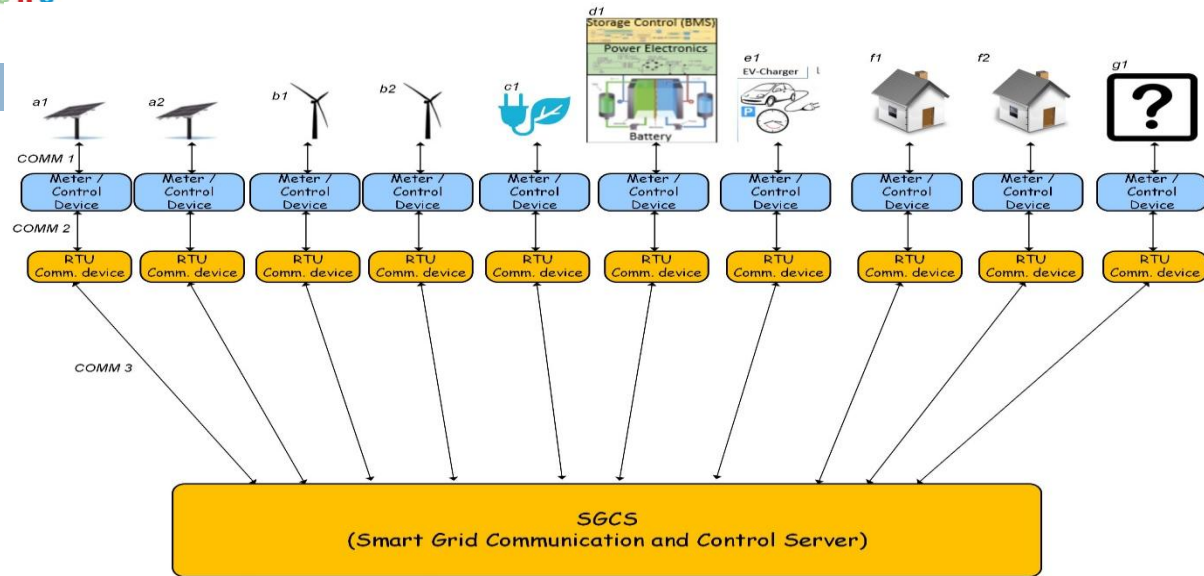 d1
Storage Control (BMS)
Power Electronics
Battery
e1
EV-Charger
P
f1
f2
g1
?
a1
a2
b1
b2
c1
COMM 1
Meter /
Control
Device
Meter /
Control
Device
Meter /
Control
Device
Meter /
Control
Device
Meter /
Control
Device
Meter /
Control
Device
Meter /
Control
Device
Meter /
Control
Device
Meter /
Control
Device
Meter /
Control
Device
COMM 2
RTU
Comm. device
RTU
Comm. device
RTU
Comm. device
RTU
Comm. device
RTU
Comm. device
RTU
Comm. device
RTU
Comm. device
RTU
Comm. device
RTU
Comm. device
RTU
Comm. device
COMM 3
SGCS
(Smart Grid Communication and Control Server)